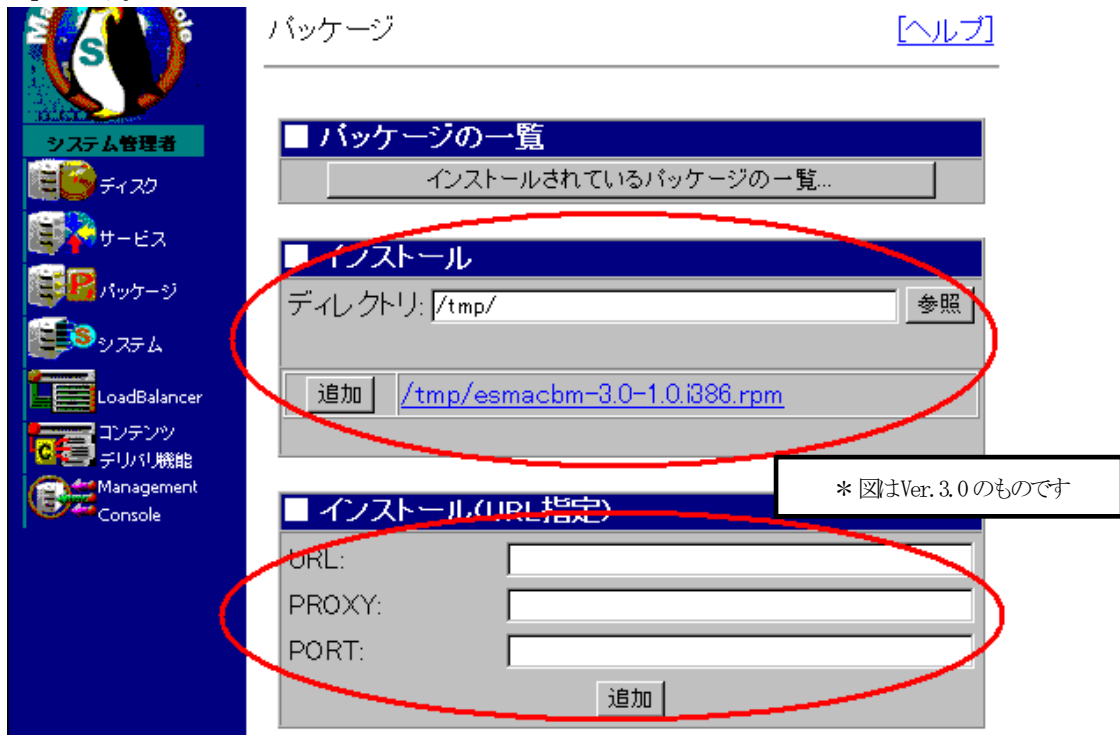 S
システム管理者
ディスク
サービス
パッケージ
システム
LoadBalancer
コンテンツ
デリバリ機能
Management
Console
パッケージ
[ヘルプ]
■ パッケージの一覧
インストールされているパッケージの一覧...
■ インストール
ディレクトリ: /tmp/ 参照
追加 /tmp/esmacbm-3.0-1.0.i386.rpm
＊図はVer.3.0のものです
■ インストール(URL指定)
URL:
PROXY:
PORT:
追加